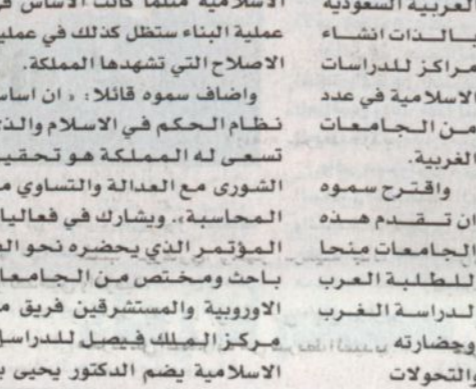 العربية السعودية
بالذات انشاء
مراكز للدراسات
الاسلامية في عدد
من الجامعات
الغربية.
واقترح سموه
ان تقدم هذه
الجامعات منحا
للطلبة العرب
لدراسة الغرب
وحضارته
التحولات
الاسلامية مثلما كانت الاساس في
عملية البناء ستظل كذلك في عملية
الاصلاح التي تشهدها المملكة.
واضاف سموه قائلا: «ان اساس
نظام الحكم في الاسلام والذي
تسعى له المملكة هو تحقيق
الشورى مع العدالة والتساوي
المحاسبة». ويشارك في فعاليات
المؤتمر الذي يحضره نحو
باحث ومختص من الجامعات
الاوروبية والمستشرقين فريق
مركز الملك فيصل للدراسات
الاسلامية يضم الدكتور يحيى